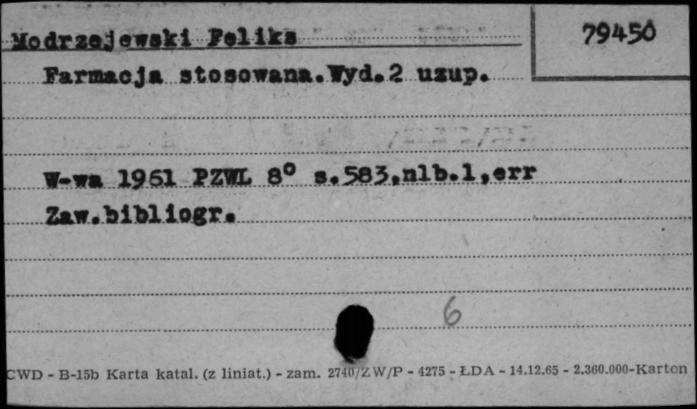 79450
Modrzejewski Feliks
Farmacja stosowana.Wyd.2 uzup.
W-wa 1961 PZWL 8° s.583,nlb.1,err
Zaw.bibliogr.
6
CWD - B-15b Karta katal. (z liniat.) - zam. 2740/ZW/P - 4275 - ŁDA - 14.12.65 - 2.360.000-Karton